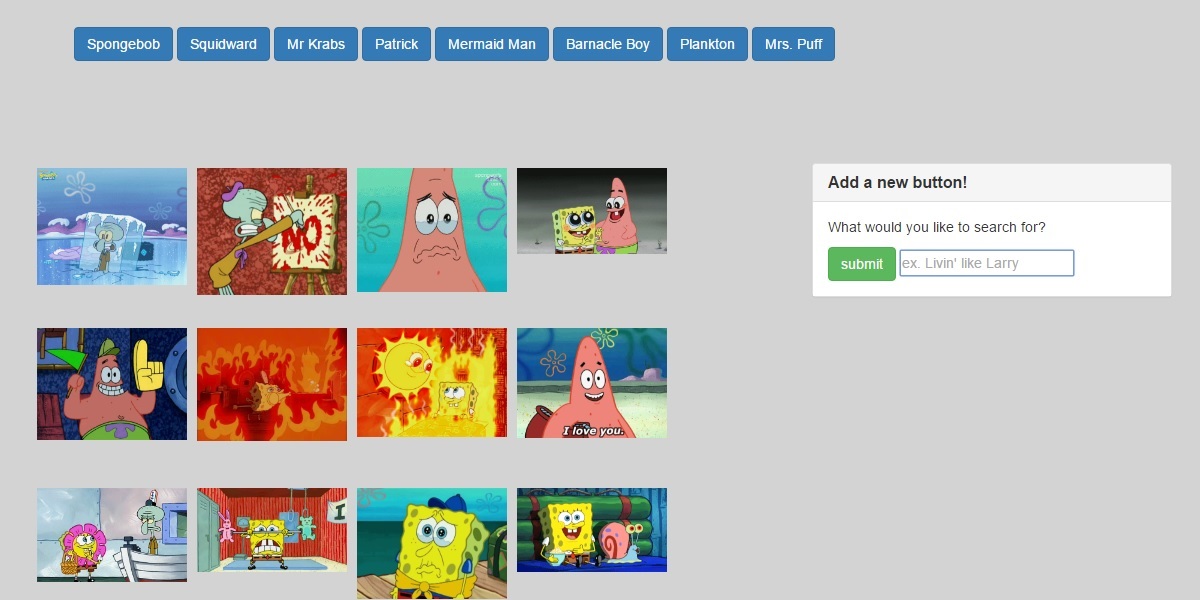 Spongebob Squidward Mr Krabs Patrick Mermaid Man Barnacle Boy Plankton Mrs. Puff
Add a new button!
What would you like to search for?
submit ex. Livin' like Larry
NO
I love you.
I